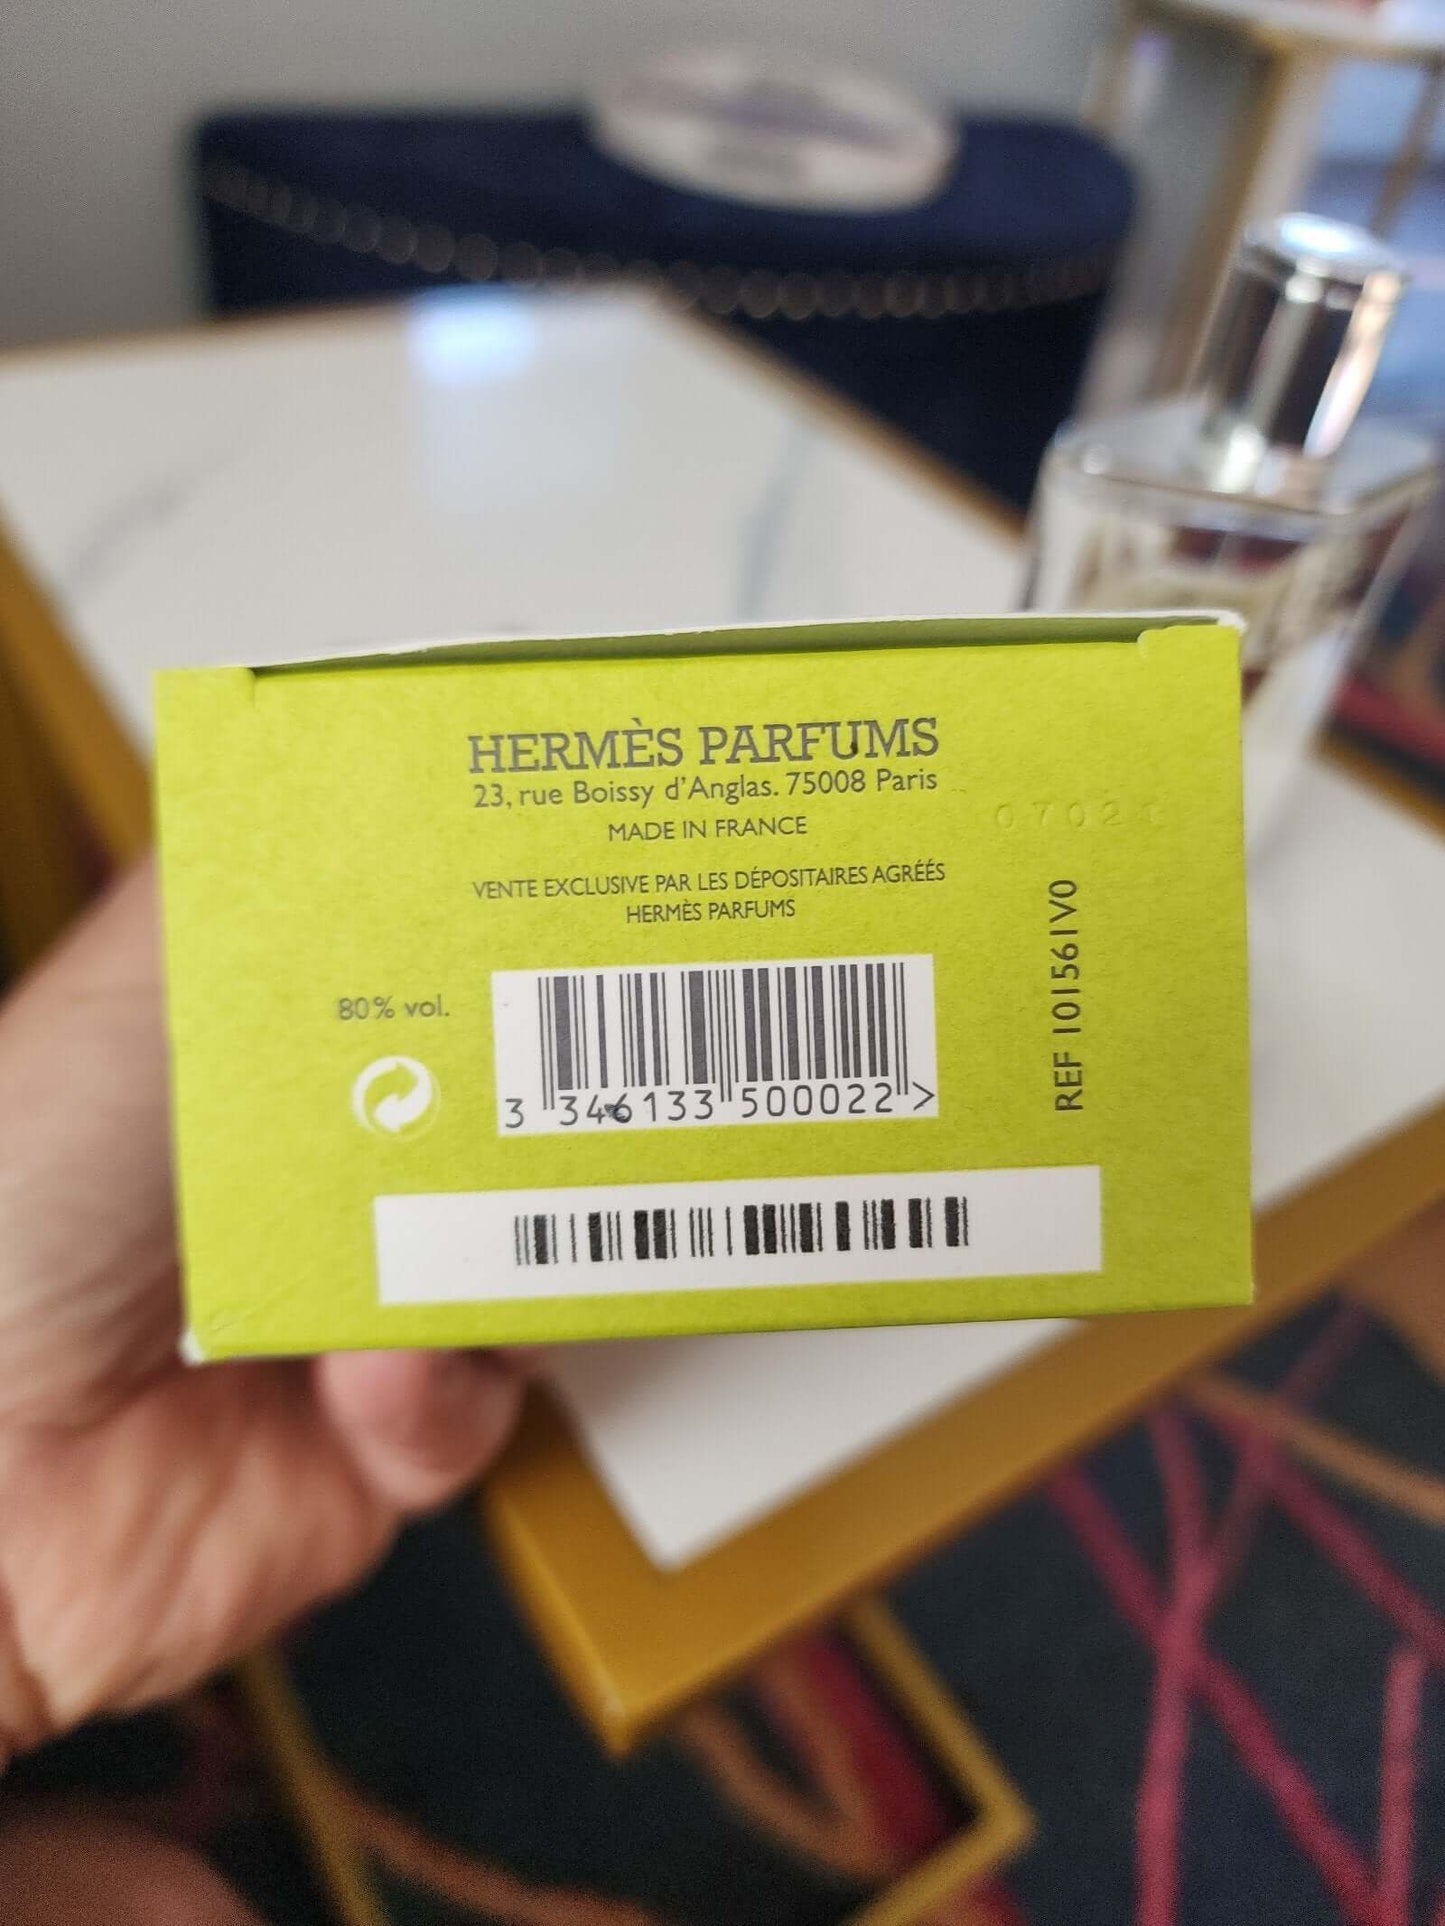 HERMÈS PARFUMS
23, rue Boissy d'Anglas. 75008 Paris
MADE IN FRANCE
VENTE EXCLUSIVE PAR LES DÉPOSITAIRES AGRÉÉS
HERMÈS PARFUMS
80% vol.
3 346133 500022 >
REF 101561V0